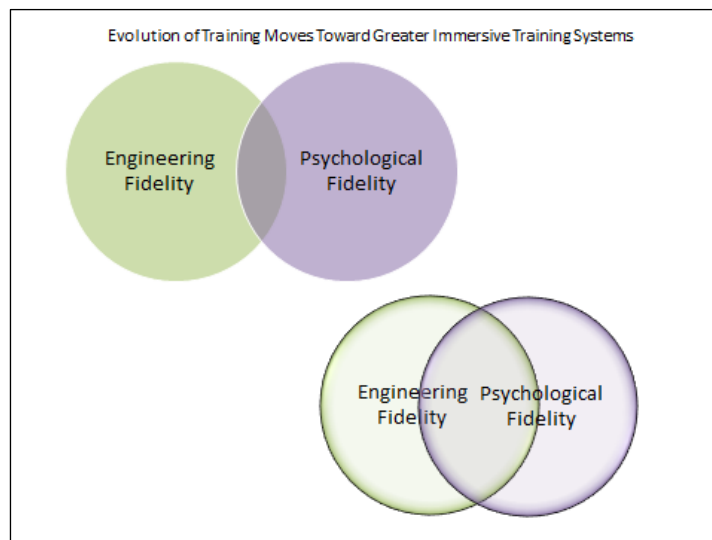 Evolution of Training Moves Toward Greater Immersive Training Systems
Engineering
Fidelity
Psychological
Fidelity
Engineering
Fidelity
Psychological
Fidelity